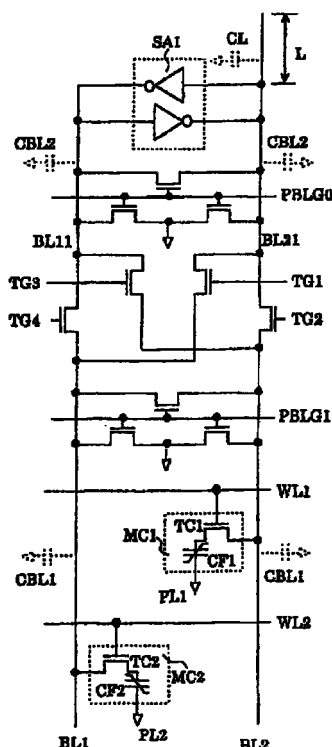 SA1
CL
L
CBL2
CBL2
PBLG0
BL11
BL21
TG3
TG1
TG4
TG2
PBLG1
WL1
MC1
TC1
CF1
CBL1
CBL1
PL1
WL2
TC2
MC2
CF2
PL2
BL1
BL2